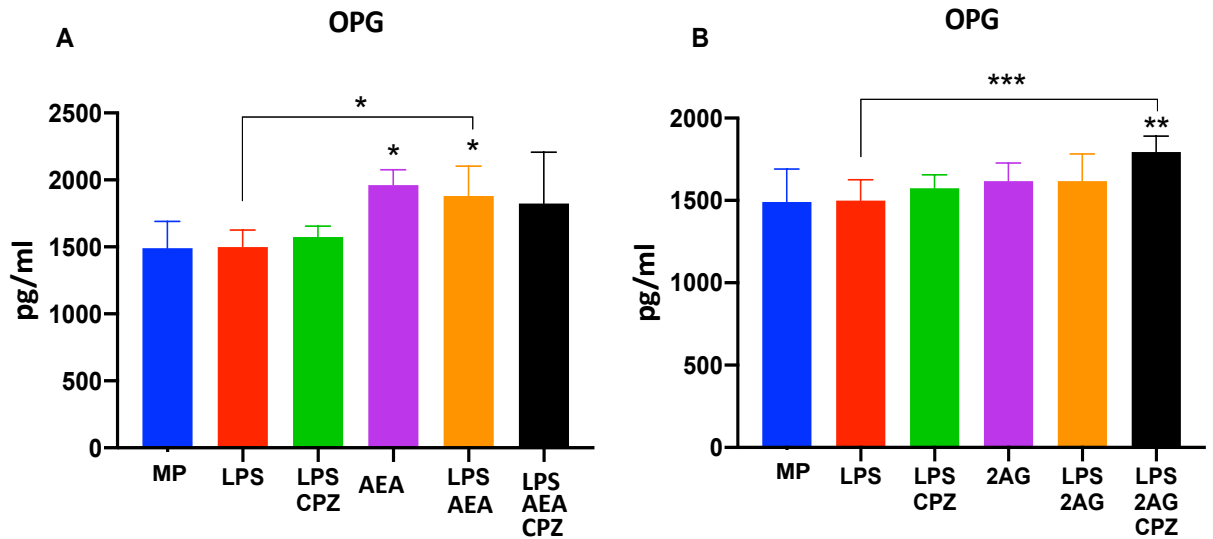 A
OPG
pg/ml
2500
2000
1500
1000
500
0
*
*
*
MP
LPS
LPS
CPZ
AEA
LPS
AEA
LPS
AEA
CPZ
B
OPG
pg/ml
2000
1500
1000
500
0
***
**
MP
LPS
LPS
CPZ
2AG
LPS
2AG
LPS
2AG
CPZ